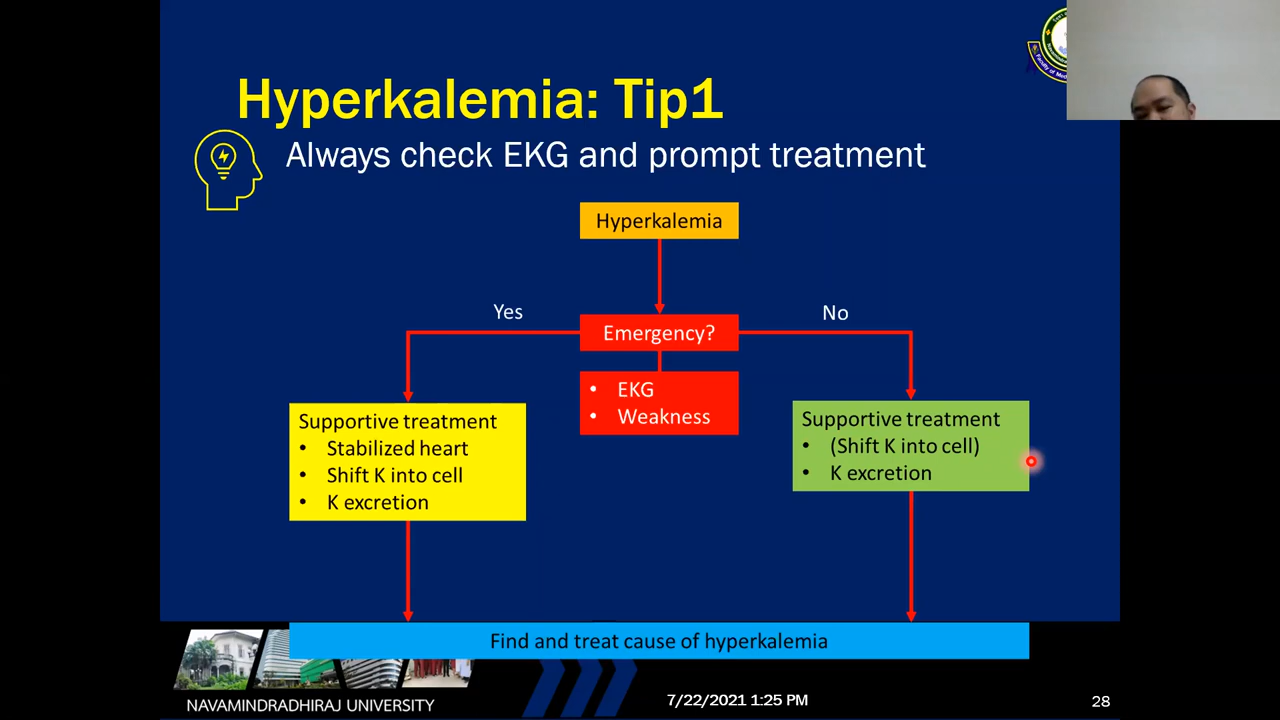 Hyperkalemia: Tip1
Always check EKG and prompt treatment
Hyperkalemia
Yes
Emergency?
No
• EKG
• Weakness
Supportive treatment
• Stabilized heart
• Shift K into cell
• K excretion
Supportive treatment
• (Shift K into cell)
• K excretion
Find and treat cause of hyperkalemia
NAVAMINDRADHIRAJ UNIVERSITY
7/22/2021 1:25 PM
28